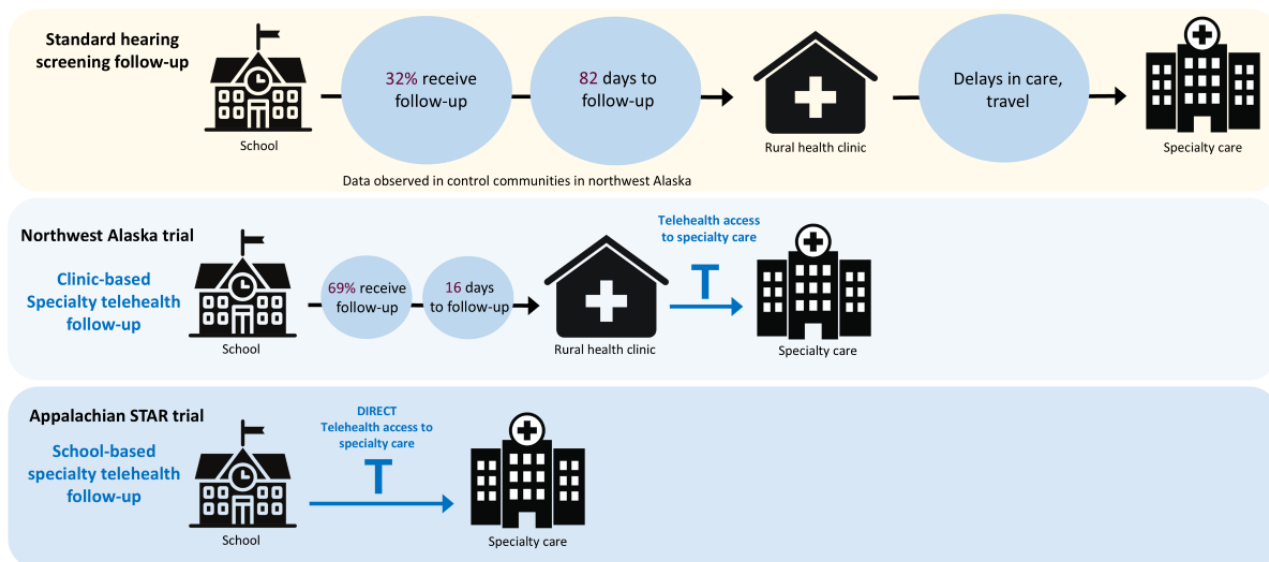 Standard hearing
screening follow-up
School
32% receive
follow-up
82 days to
follow-up
Data observed in control communities in northwest Alaska
Rural health clinic
Delays in care,
travel
Specialty care
Northwest Alaska trial
Clinic-based
Specialty telehealth
follow-up
School
69% receive
follow-up
16 days
to follow-up
Rural health clinic
Telehealth access
to specialty care
T
Specialty care
Appalachian STAR trial
School-based
specialty telehealth
follow-up
School
DIRECT
Telehealth access to
specialty care
T
Specialty care